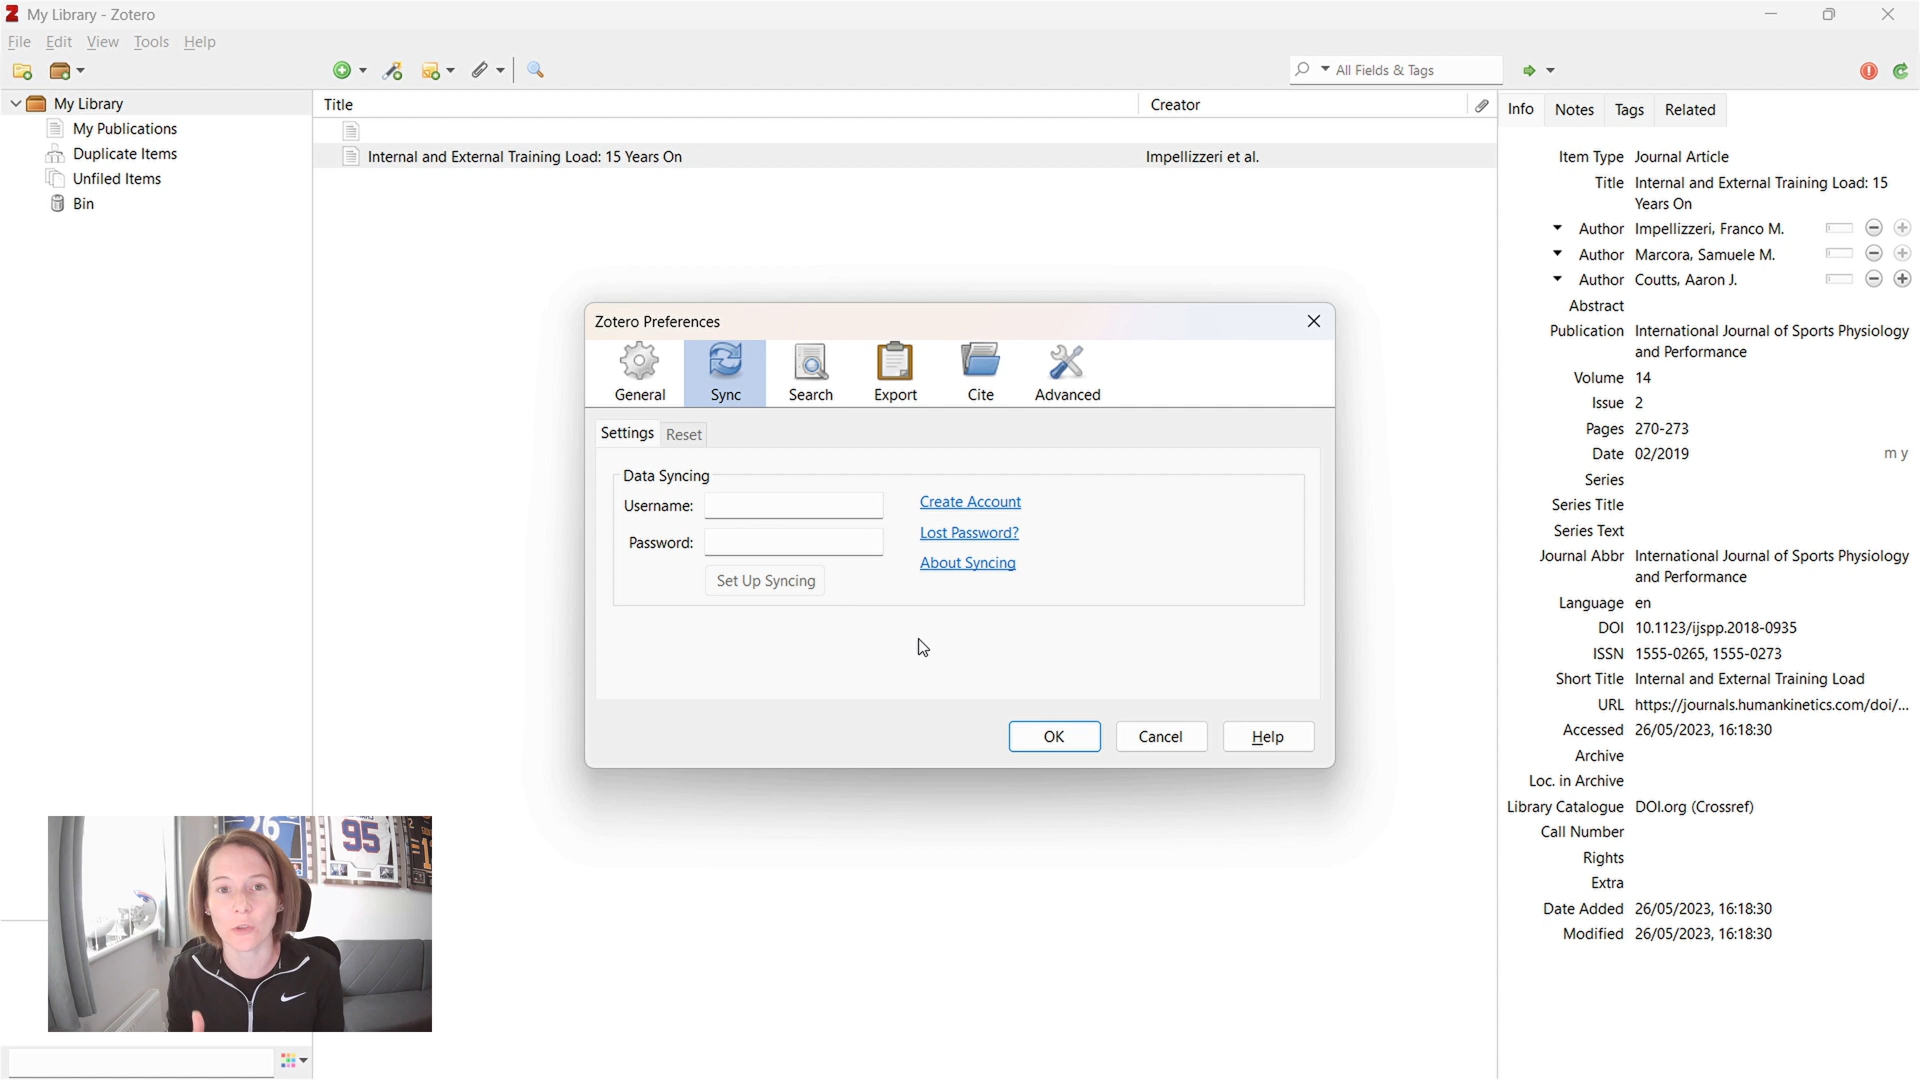 My Library - Zotero
File Edit View Tools Help
All Fields & Tags
My Library
My Publications
Duplicate Items
Unfiled Items
Bin
Title Creator
Internal and External Training Load: 15 Years On Impellizzeri et al.
Zotero Preferences
General Sync Search Export Cite Advanced
Settings Reset
Data Syncing
Username:
Password:
Set Up Syncing
Create Account
Lost Password?
About Syncing
OK Cancel Help
Info Notes Tags Related
Item Type Journal Article
Title Internal and External Training Load: 15
Years On
Author Impellizzeri, Franco M.
Author Marcora, Samuele M.
Author Coutts, Aaron J.
Abstract
Publication International Journal of Sports Physiology
and Performance
Volume 14
Issue 2
Pages 270-273
Date 02/2019 m y
Series
Series Title
Series Text
Journal Abbr International Journal of Sports Physiology
and Performance
Language en
DOI 10.1123/ijspp.2018-0935
ISSN 1555-0265, 1555-0273
Short Title Internal and External Training Load
URL https://journals.humankinetics.com/doi/...
Accessed 26/05/2023, 16:18:30
Archive
Loc. in Archive
Library Catalogue DOI.org (Crossref)
Call Number
Rights
Extra
Date Added 26/05/2023, 16:18:30
Modified 26/05/2023, 16:18:30
26
95